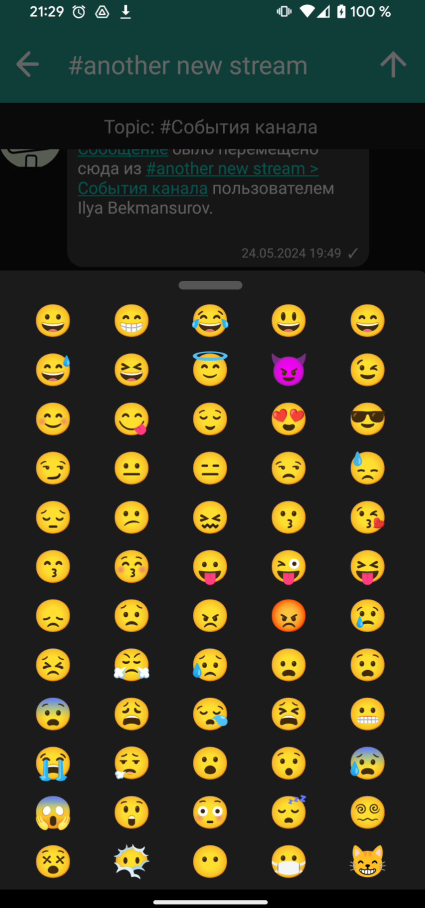 21:29 100 %
#another new stream
Topic: #События канала
Сообщение было перемещено
сюда из #another new stream >
События канала пользователем
Ilya Bekmansurov.
24.05.2024 19:49 ✓